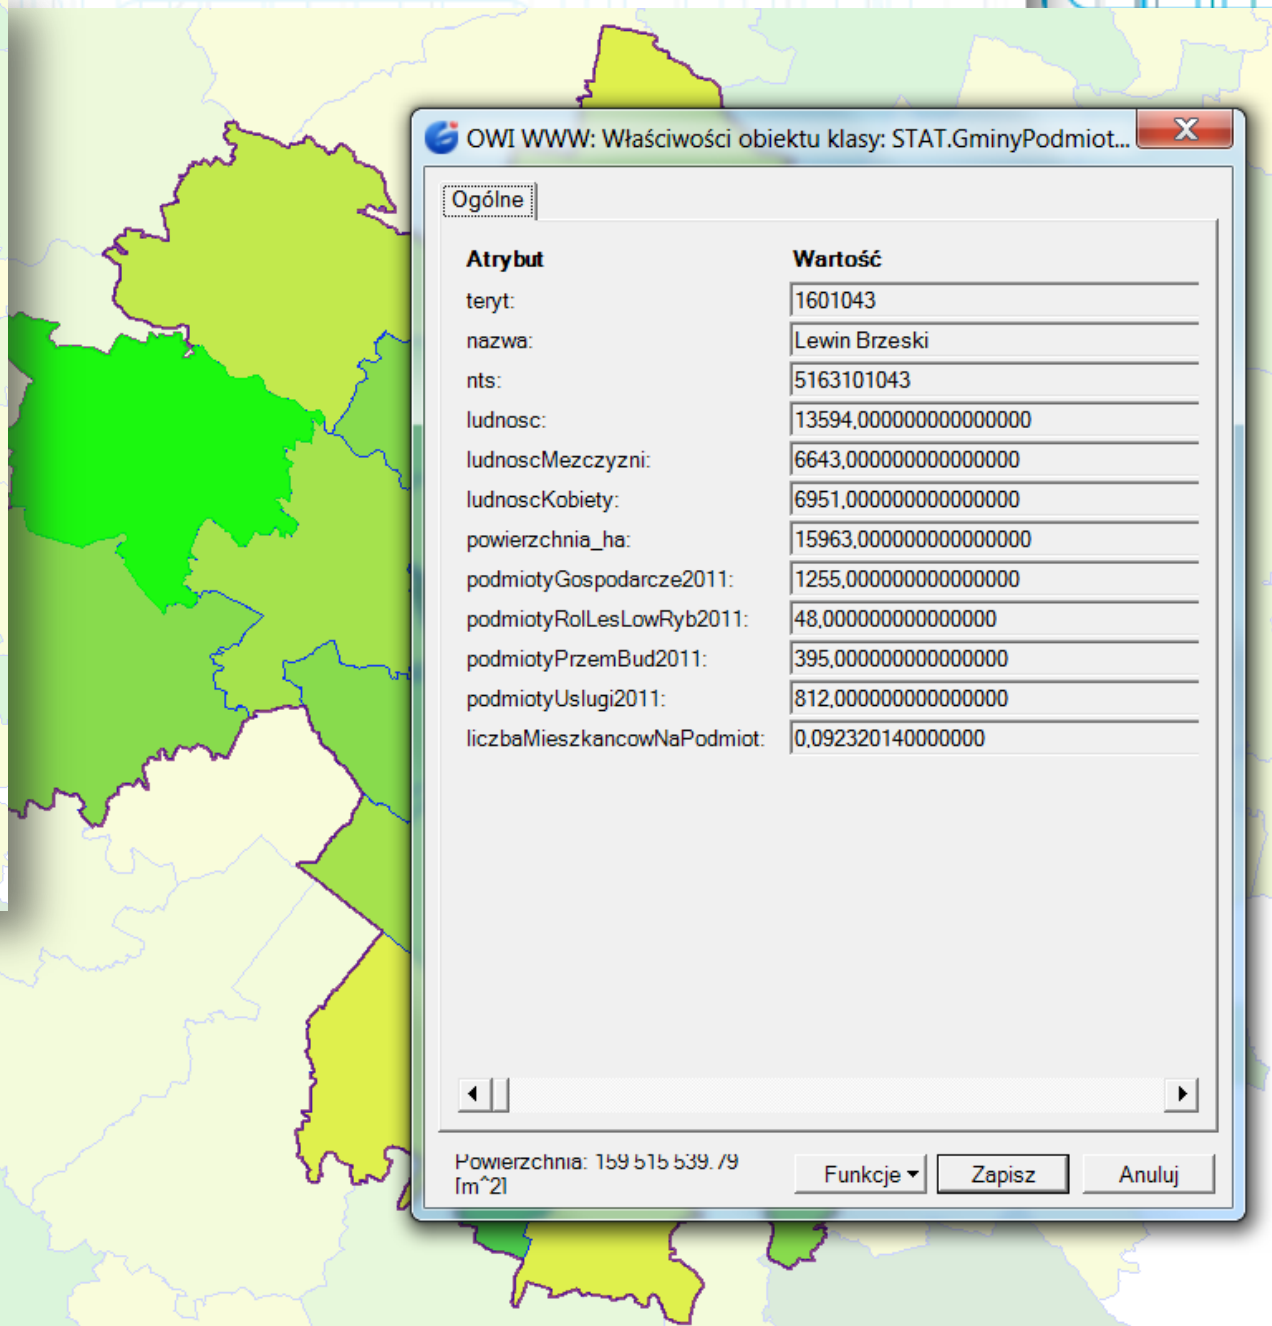 OWI WWW: Właściwości obiektu klasy: STAT.GminyPodmiot...
Ogólne
Atrybut Wartość
teryt: 1601043
nazwa: Lewin Brzeski
nts: 5163101043
ludnosc: 13594,000000000000000
ludnoscMezczyzni: 6643,000000000000000
ludnoscKobiety: 6951,000000000000000
powierzchnia_ha: 15963,000000000000000
podmiotyGospodarcze2011: 1255,000000000000000
podmiotyRolLesLowRyb2011: 48,000000000000000
podmiotyPrzemBud2011: 395,000000000000000
podmiotyUslugi2011: 812,000000000000000
liczbaMieszkancowNaPodmiot: 0,092320140000000
Powierzchnia: 159 515 539.79
[m^2]
Funkcje Zapisz Anuluj